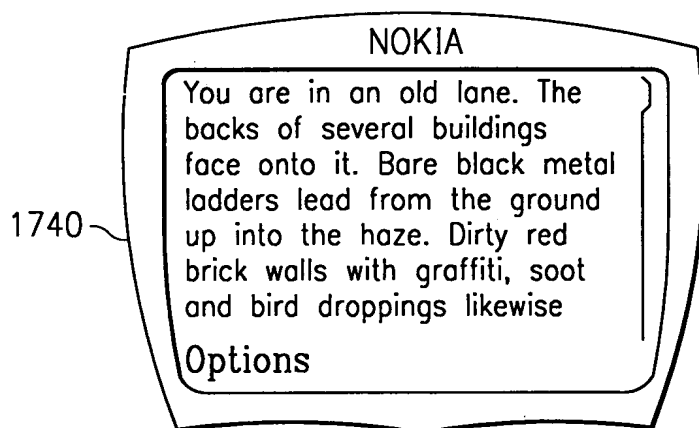 NOKIA
You are in an old lane. The
backs of several buildings
face onto it. Bare black metal
ladders lead from the ground
up into the haze. Dirty red
brick walls with graffiti, soot
and bird droppings likewise
Options
1740